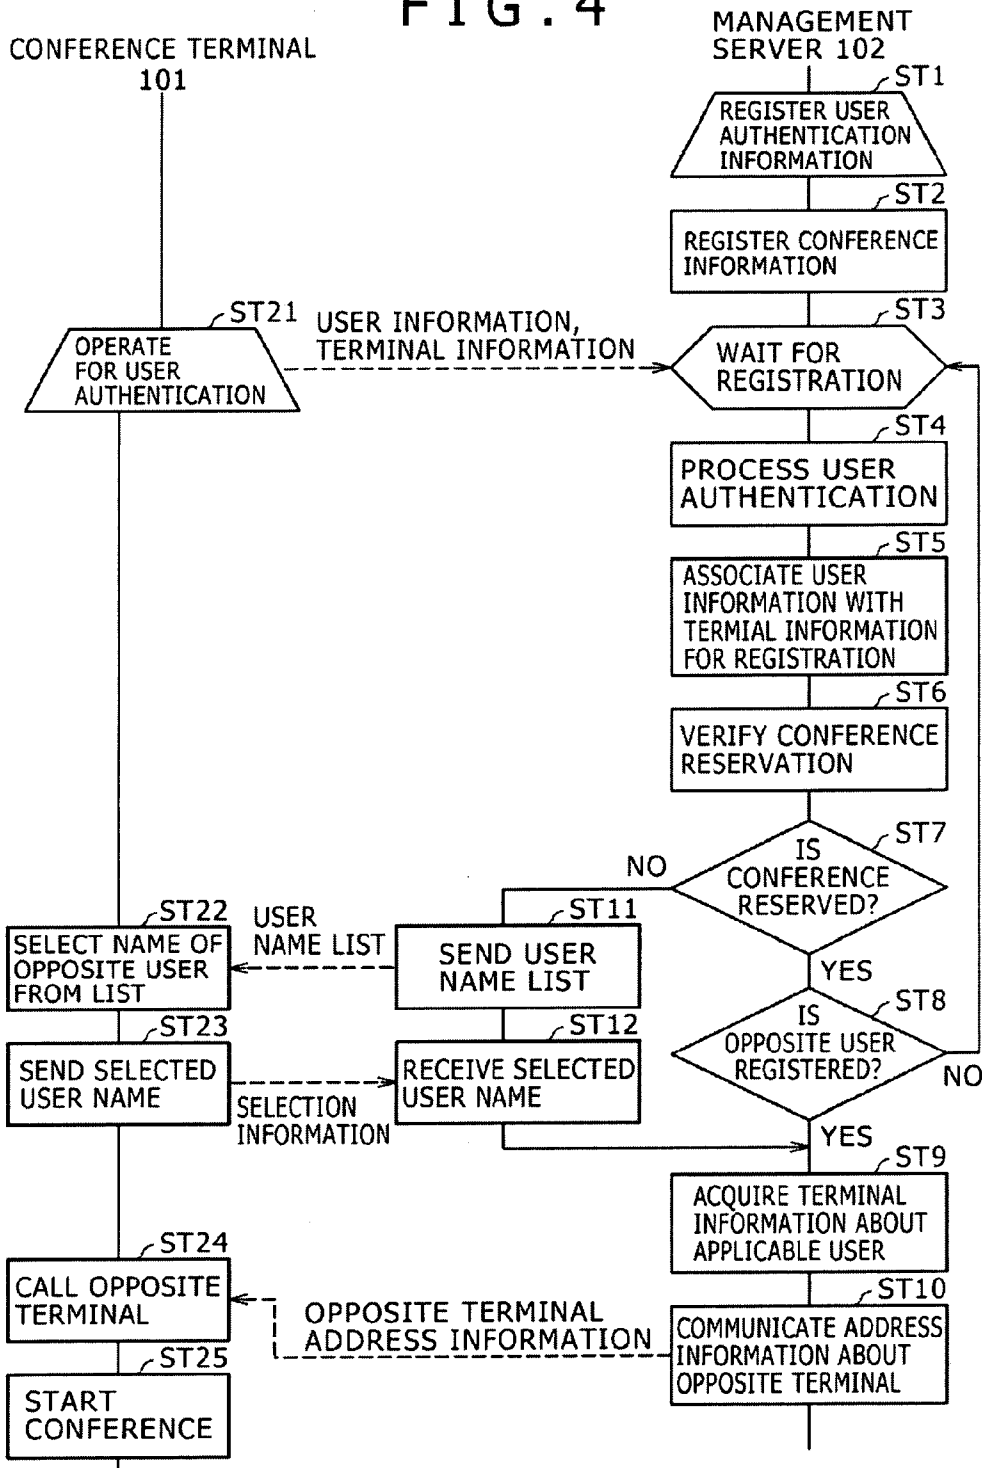 FIG.4
CONFERENCE TERMINAL
101
MANAGEMENT
SERVER 102
ST1
REGISTER USER
AUTHENTICATION
INFORMATION
ST2
REGISTER CONFERENCE
INFORMATION
ST21
OPERATE
FOR USER
AUTHENTICATION
USER INFORMATION,
TERMINAL INFORMATION
ST3
WAIT FOR
REGISTRATION
ST4
PROCESS USER
AUTHENTICATION
ST5
ASSOCIATE USER
INFORMATION WITH
TERMIAL INFORMATION
FOR REGISTRATION
ST6
VERIFY CONFERENCE
RESERVATION
ST7
IS
CONFERENCE
RESERVED?
NO
YES
ST22
SELECT NAME OF
OPPOSITE USER
FROM LIST
USER
NAME LIST
ST11
SEND USER
NAME LIST
ST8
IS
OPPOSITE USER
REGISTERED?
NO
YES
ST23
SEND SELECTED
USER NAME
SELECTION
INFORMATION
ST12
RECEIVE SELECTED
USER NAME
ST9
ACQUIRE TERMINAL
INFORMATION ABOUT
APPLICABLE USER
ST24
CALL OPPOSITE
TERMINAL
OPPOSITE TERMINAL
ADDRESS INFORMATION
ST10
COMMUNICATE ADDRESS
INFORMATION ABOUT
OPPOSITE TERMINAL
ST25
START
CONFERENCE